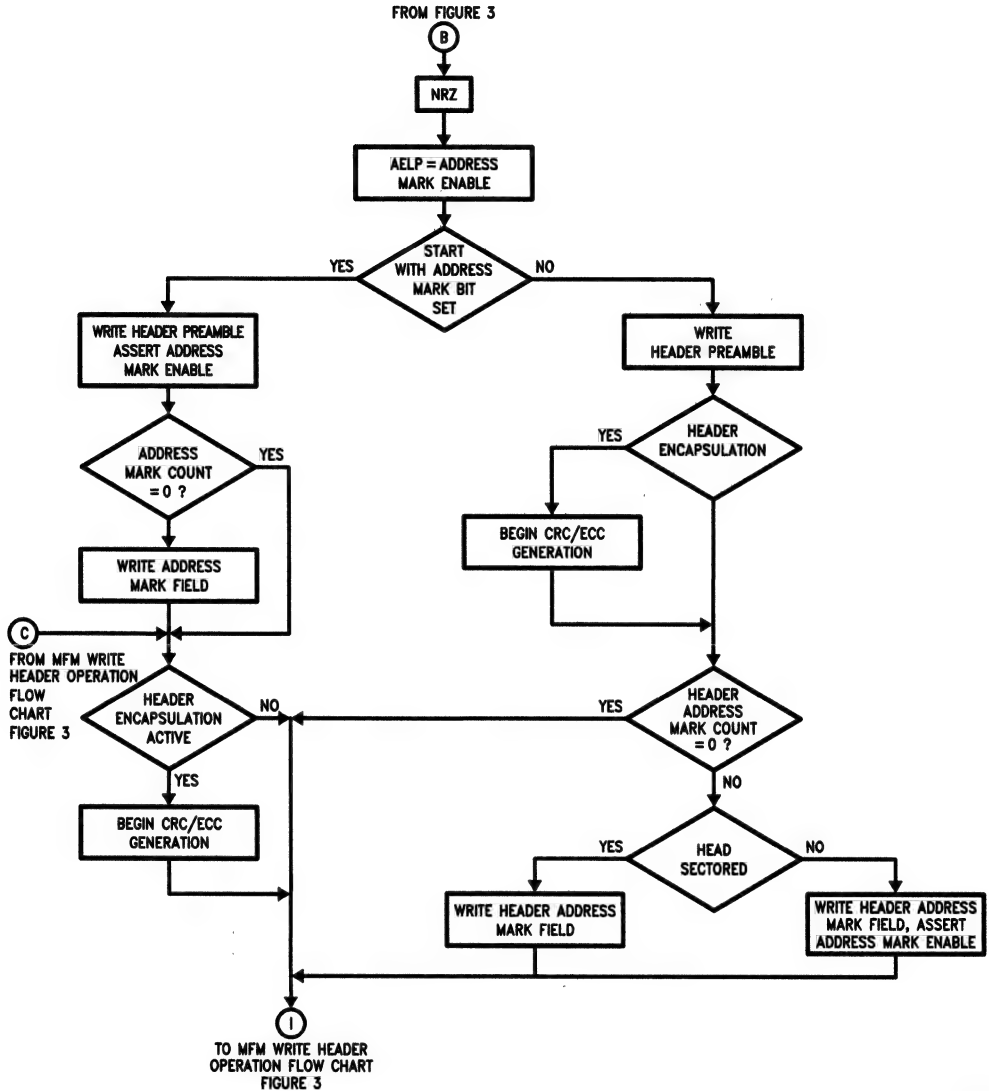 FROM FIGURE 3
B
NRZ
AELP = ADDRESS
MARK ENABLE
START
WITH ADDRESS
MARK BIT
SET
YES
NO
WRITE HEADER PREAMBLE
ASSERT ADDRESS
MARK ENABLE
WRITE
HEADER PREAMBLE
ADDRESS
MARK COUNT
= 0 ?
YES
HEADER
ENCAPSULATION
YES
BEGIN CRC/ECC
GENERATION
WRITE ADDRESS
MARK FIELD
C
FROM MFM WRITE
HEADER OPERATION
FLOW
CHART
FIGURE 3
HEADER
ENCAPSULATION
ACTIVE
NO
YES
HEADER
ADDRESS
MARK COUNT
= 0 ?
YES
NO
BEGIN CRC/ECC
GENERATION
HEAD
SECTORED
YES
NO
WRITE HEADER ADDRESS
MARK FIELD
WRITE HEADER ADDRESS
MARK FIELD, ASSERT
ADDRESS MARK ENABLE
I
TO MFM WRITE HEADER
OPERATION FLOW CHART
FIGURE 3